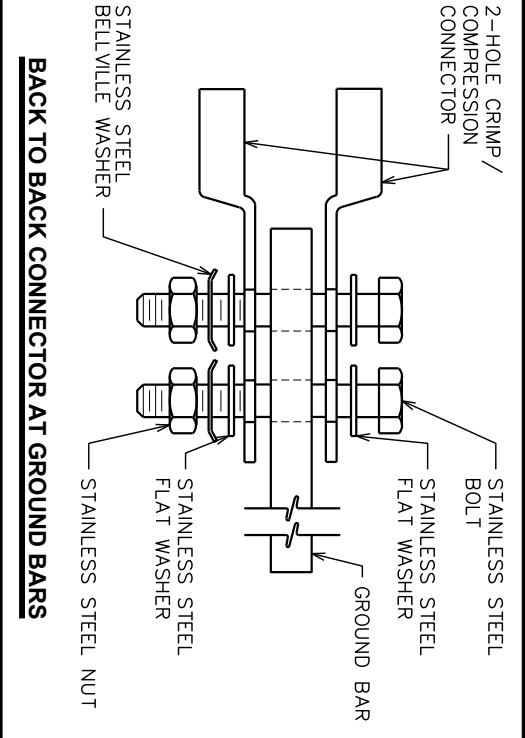 2-HOLE CRIMP/
COMPRESSION
CONNECTOR
STAINLESS STEEL
BOLT
STAINLESS STEEL
FLAT WASHER
GROUND BAR
STAINLESS STEEL
BELLVILLE WASHER
STAINLESS STEEL
FLAT WASHER
STAINLESS STEEL NUT
BACK TO BACK CONNECTOR AT GROUND BARS